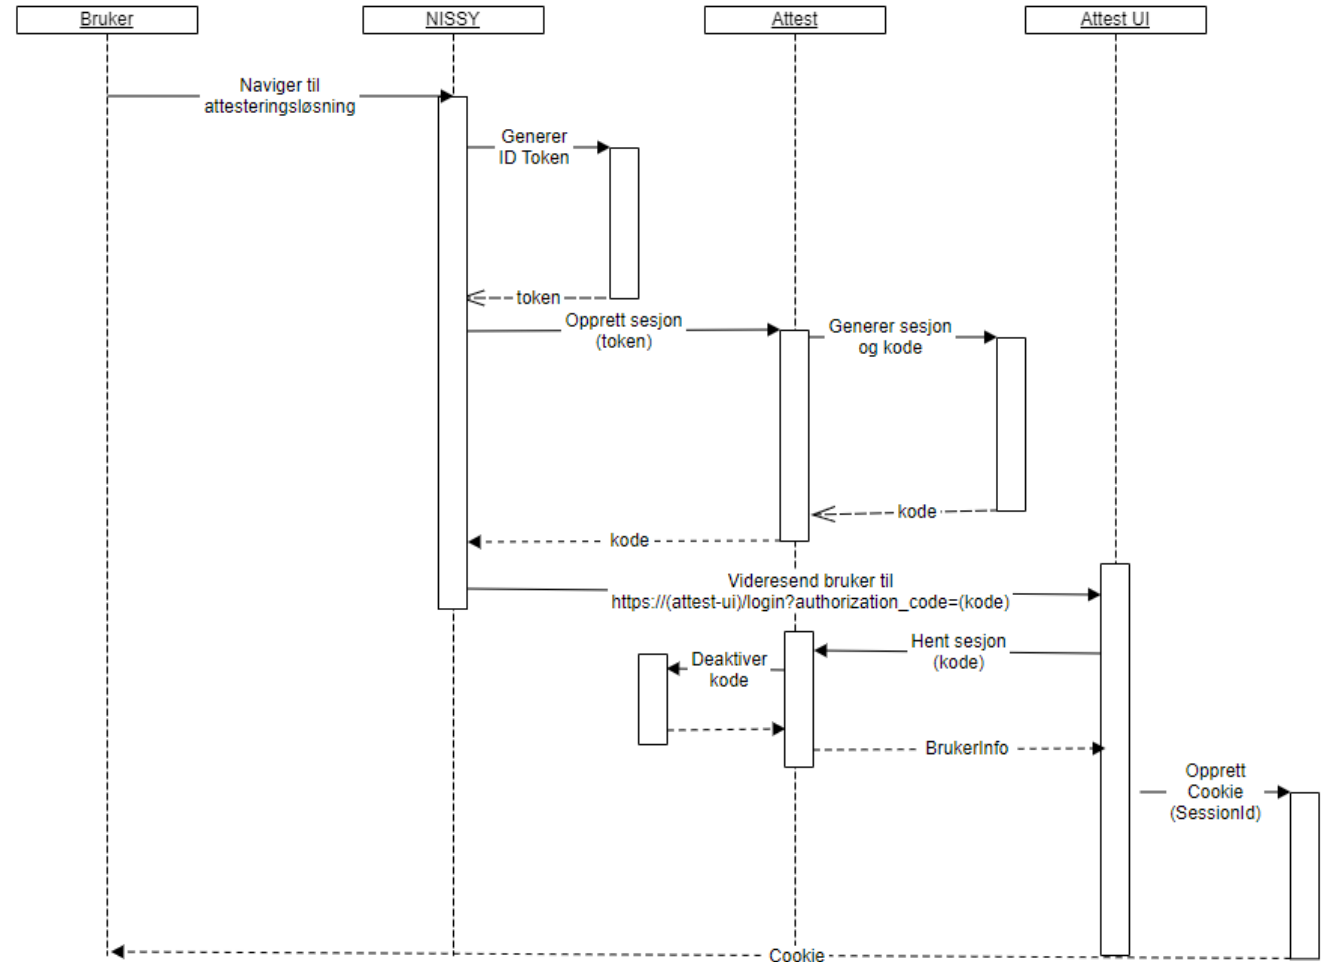 Bruker
NISSY
Attest
Attest UI
Naviger til
attesteringsløsning
Generer
ID Token
token
Opprett sesjon
(token)
Generer sesjon
og kode
kode
kode
Videresend bruker til
https://(attest-ui)/login?authorization_code=(kode)
Hent sesjon
(kode)
Deaktiver
kode
BrukerInfo
Opprett
Cookie
(SessionId)
Cookie